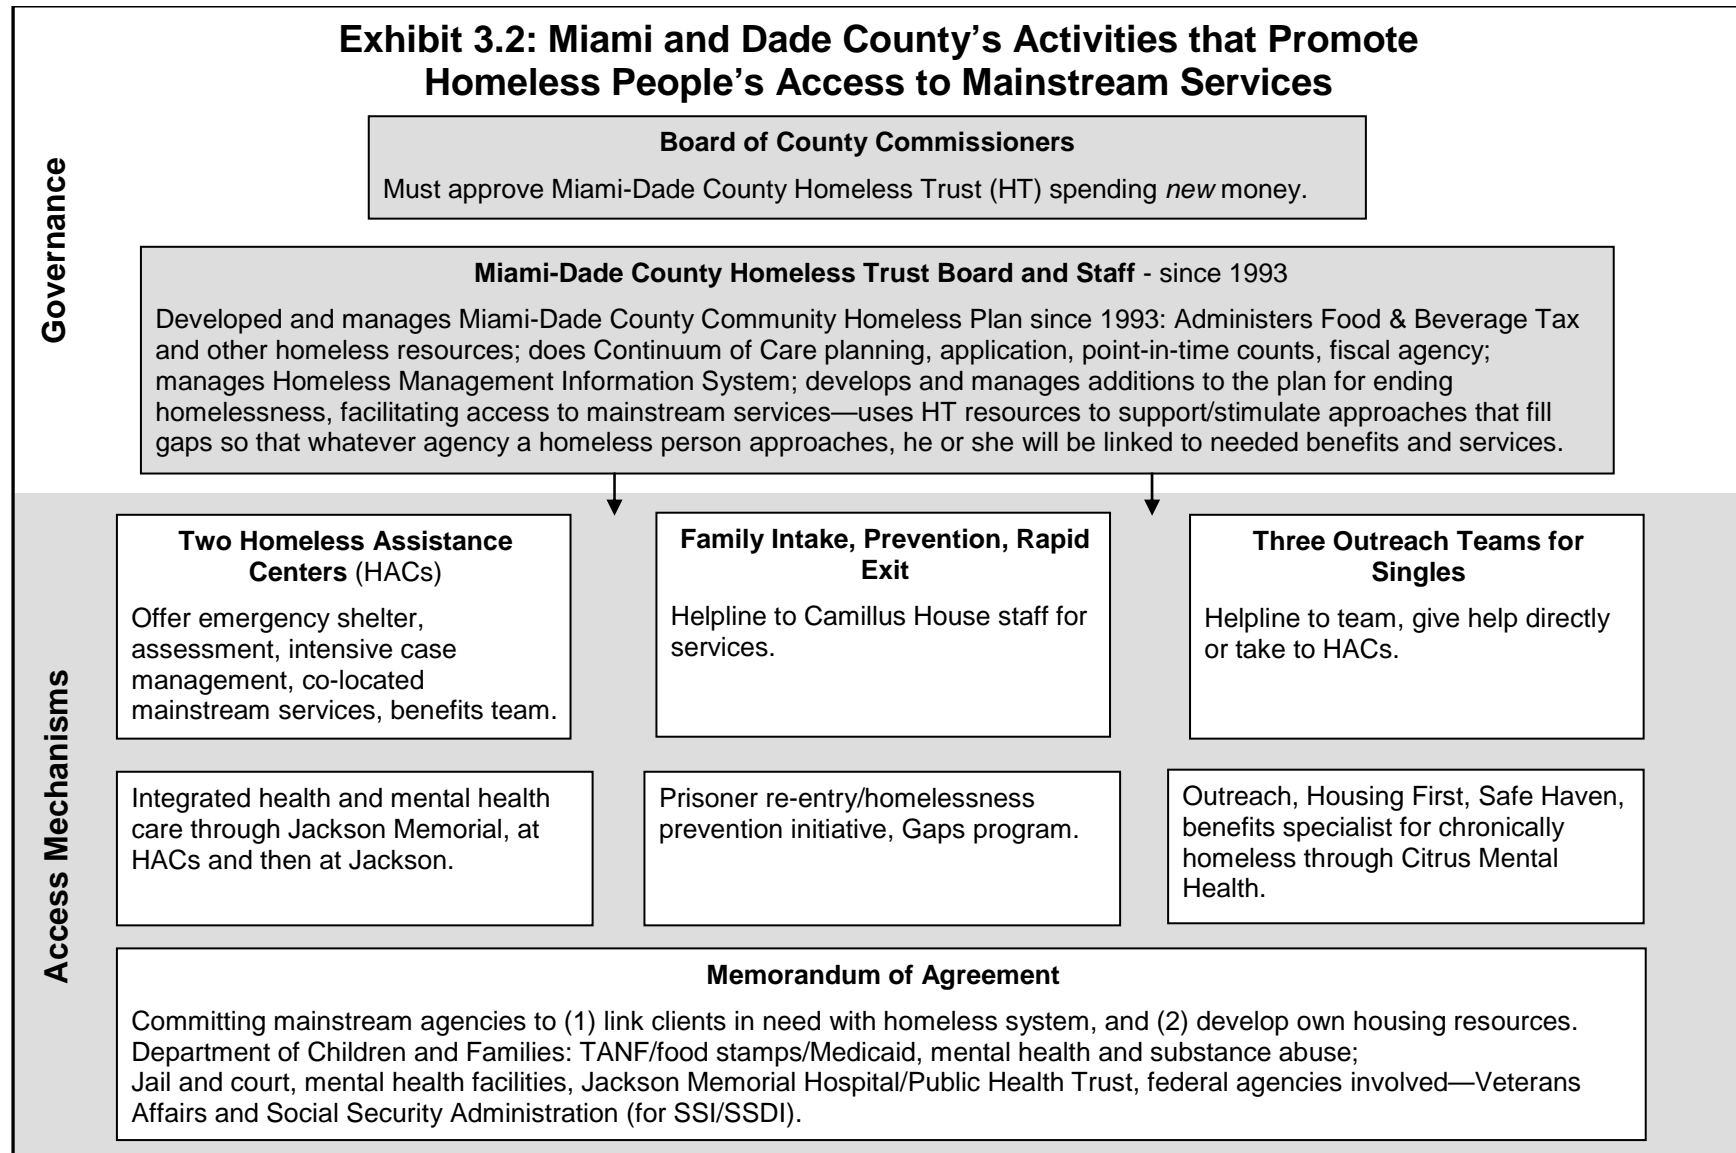 Exhibit 3.2: Miami and Dade County’s Activities that Promote
Homeless People’s Access to Mainstream Services
Governance
Board of County Commissioners
Must approve Miami-Dade County Homeless Trust (HT) spending new money.
Miami-Dade County Homeless Trust Board and Staff - since 1993
Developed and manages Miami-Dade County Community Homeless Plan since 1993: Administers Food & Beverage Tax
and other homeless resources; does Continuum of Care planning, application, point-in-time counts, fiscal agency;
manages Homeless Management Information System; develops and manages additions to the plan for ending
homelessness, facilitating access to mainstream services—uses HT resources to support/stimulate approaches that fill
gaps so that whatever agency a homeless person approaches, he or she will be linked to needed benefits and services.
Access Mechanisms
Two Homeless Assistance
Centers (HACs)
Offer emergency shelter,
assessment, intensive case
management, co-located
mainstream services, benefits team.
Family Intake, Prevention, Rapid
Exit
Helpline to Camillus House staff for
services.
Three Outreach Teams for
Singles
Helpline to team, give help directly
or take to HACs.
Integrated health and mental health
care through Jackson Memorial, at
HACs and then at Jackson.
Prisoner re-entry/homelessness
prevention initiative, Gaps program.
Outreach, Housing First, Safe Haven,
benefits specialist for chronically
homeless through Citrus Mental
Health.
Memorandum of Agreement
Committing mainstream agencies to (1) link clients in need with homeless system, and (2) develop own housing resources.
Department of Children and Families: TANF/food stamps/Medicaid, mental health and substance abuse;
Jail and court, mental health facilities, Jackson Memorial Hospital/Public Health Trust, federal agencies involved—Veterans
Affairs and Social Security Administration (for SSI/SSDI).